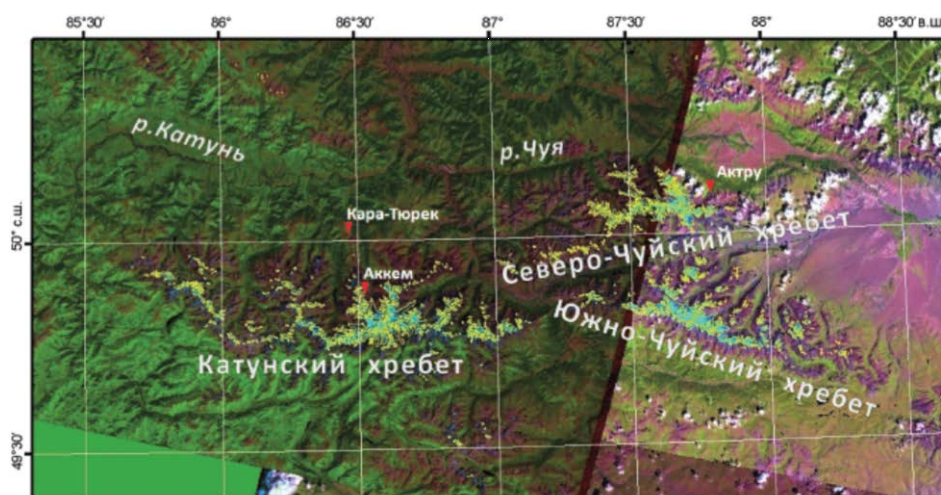 85°30' 86° 86°30' 87° 87°30' 88° 88°30' в.ш
р.Катунь
р.Чуя
Актру
Кара-Тюрек
50° с.ш.
Северо-Чуйский хребет
Аккем
Южно-Чуйский хребет
Катунский хребет
49°30'